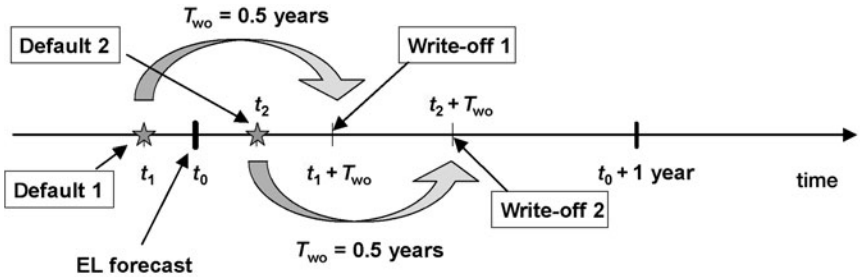 T_wo = 0.5 years
Default 2
Write-off 1
t_2
t_2 + T_wo
t_1
t_0
t_1 + T_wo
t_0 + 1 year
time
Default 1
Write-off 2
T_wo = 0.5 years
EL forecast